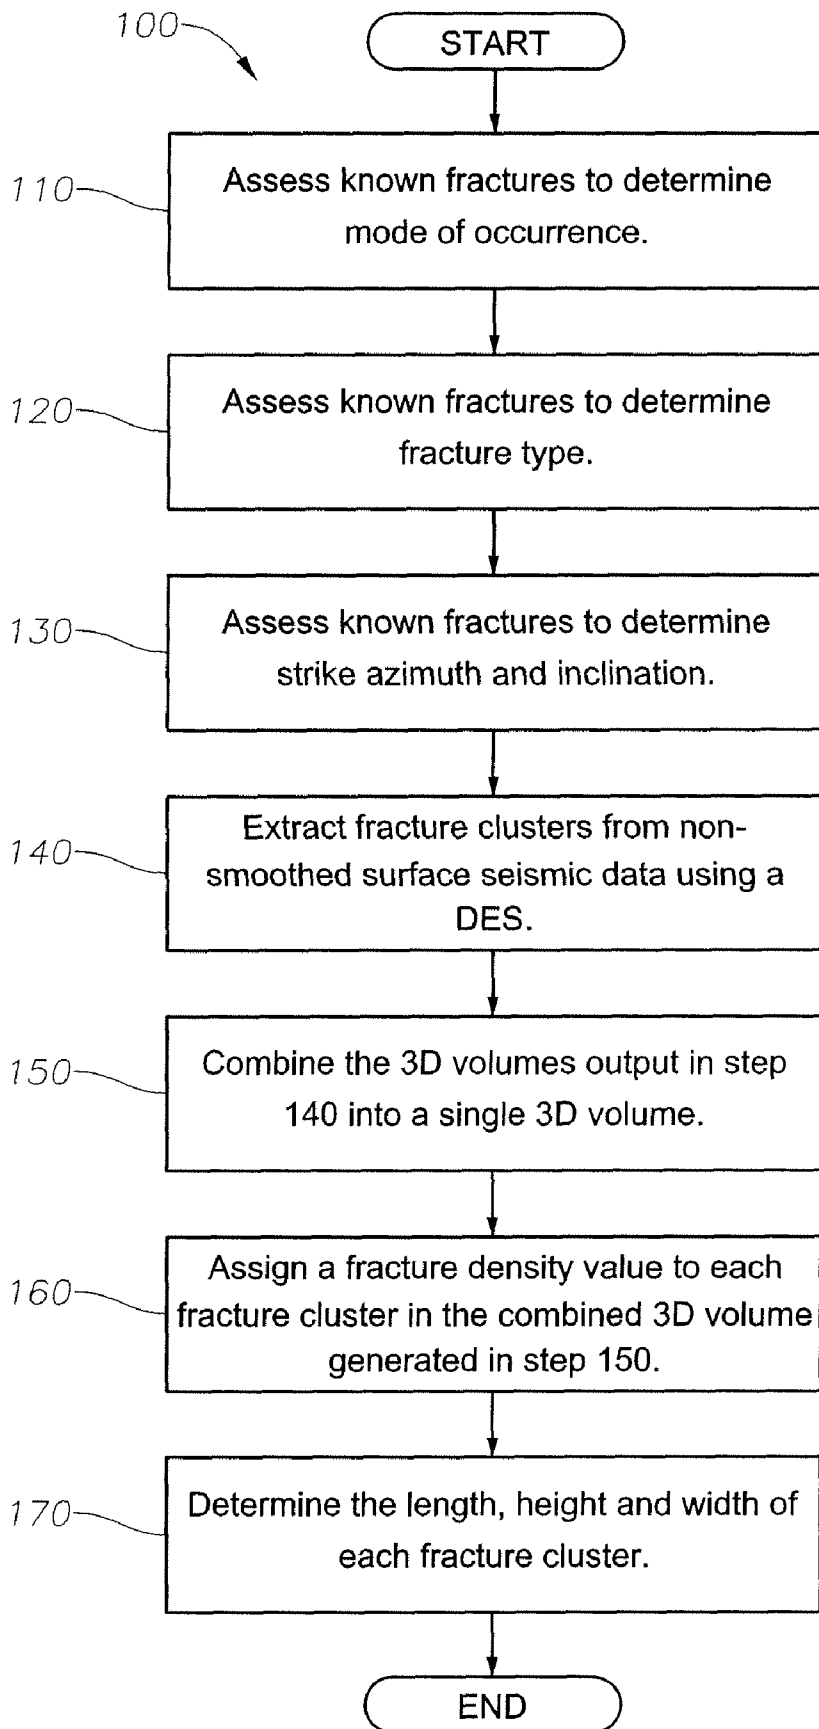 100
START
110
Assess known fractures to determine
mode of occurrence.
120
Assess known fractures to determine
fracture type.
130
Assess known fractures to determine
strike azimuth and inclination.
140
Extract fracture clusters from non-
smoothed surface seismic data using a
DES.
150
Combine the 3D volumes output in step
140 into a single 3D volume.
160
Assign a fracture density value to each
fracture cluster in the combined 3D volume
generated in step 150.
170
Determine the length, height and width of
each fracture cluster.
END